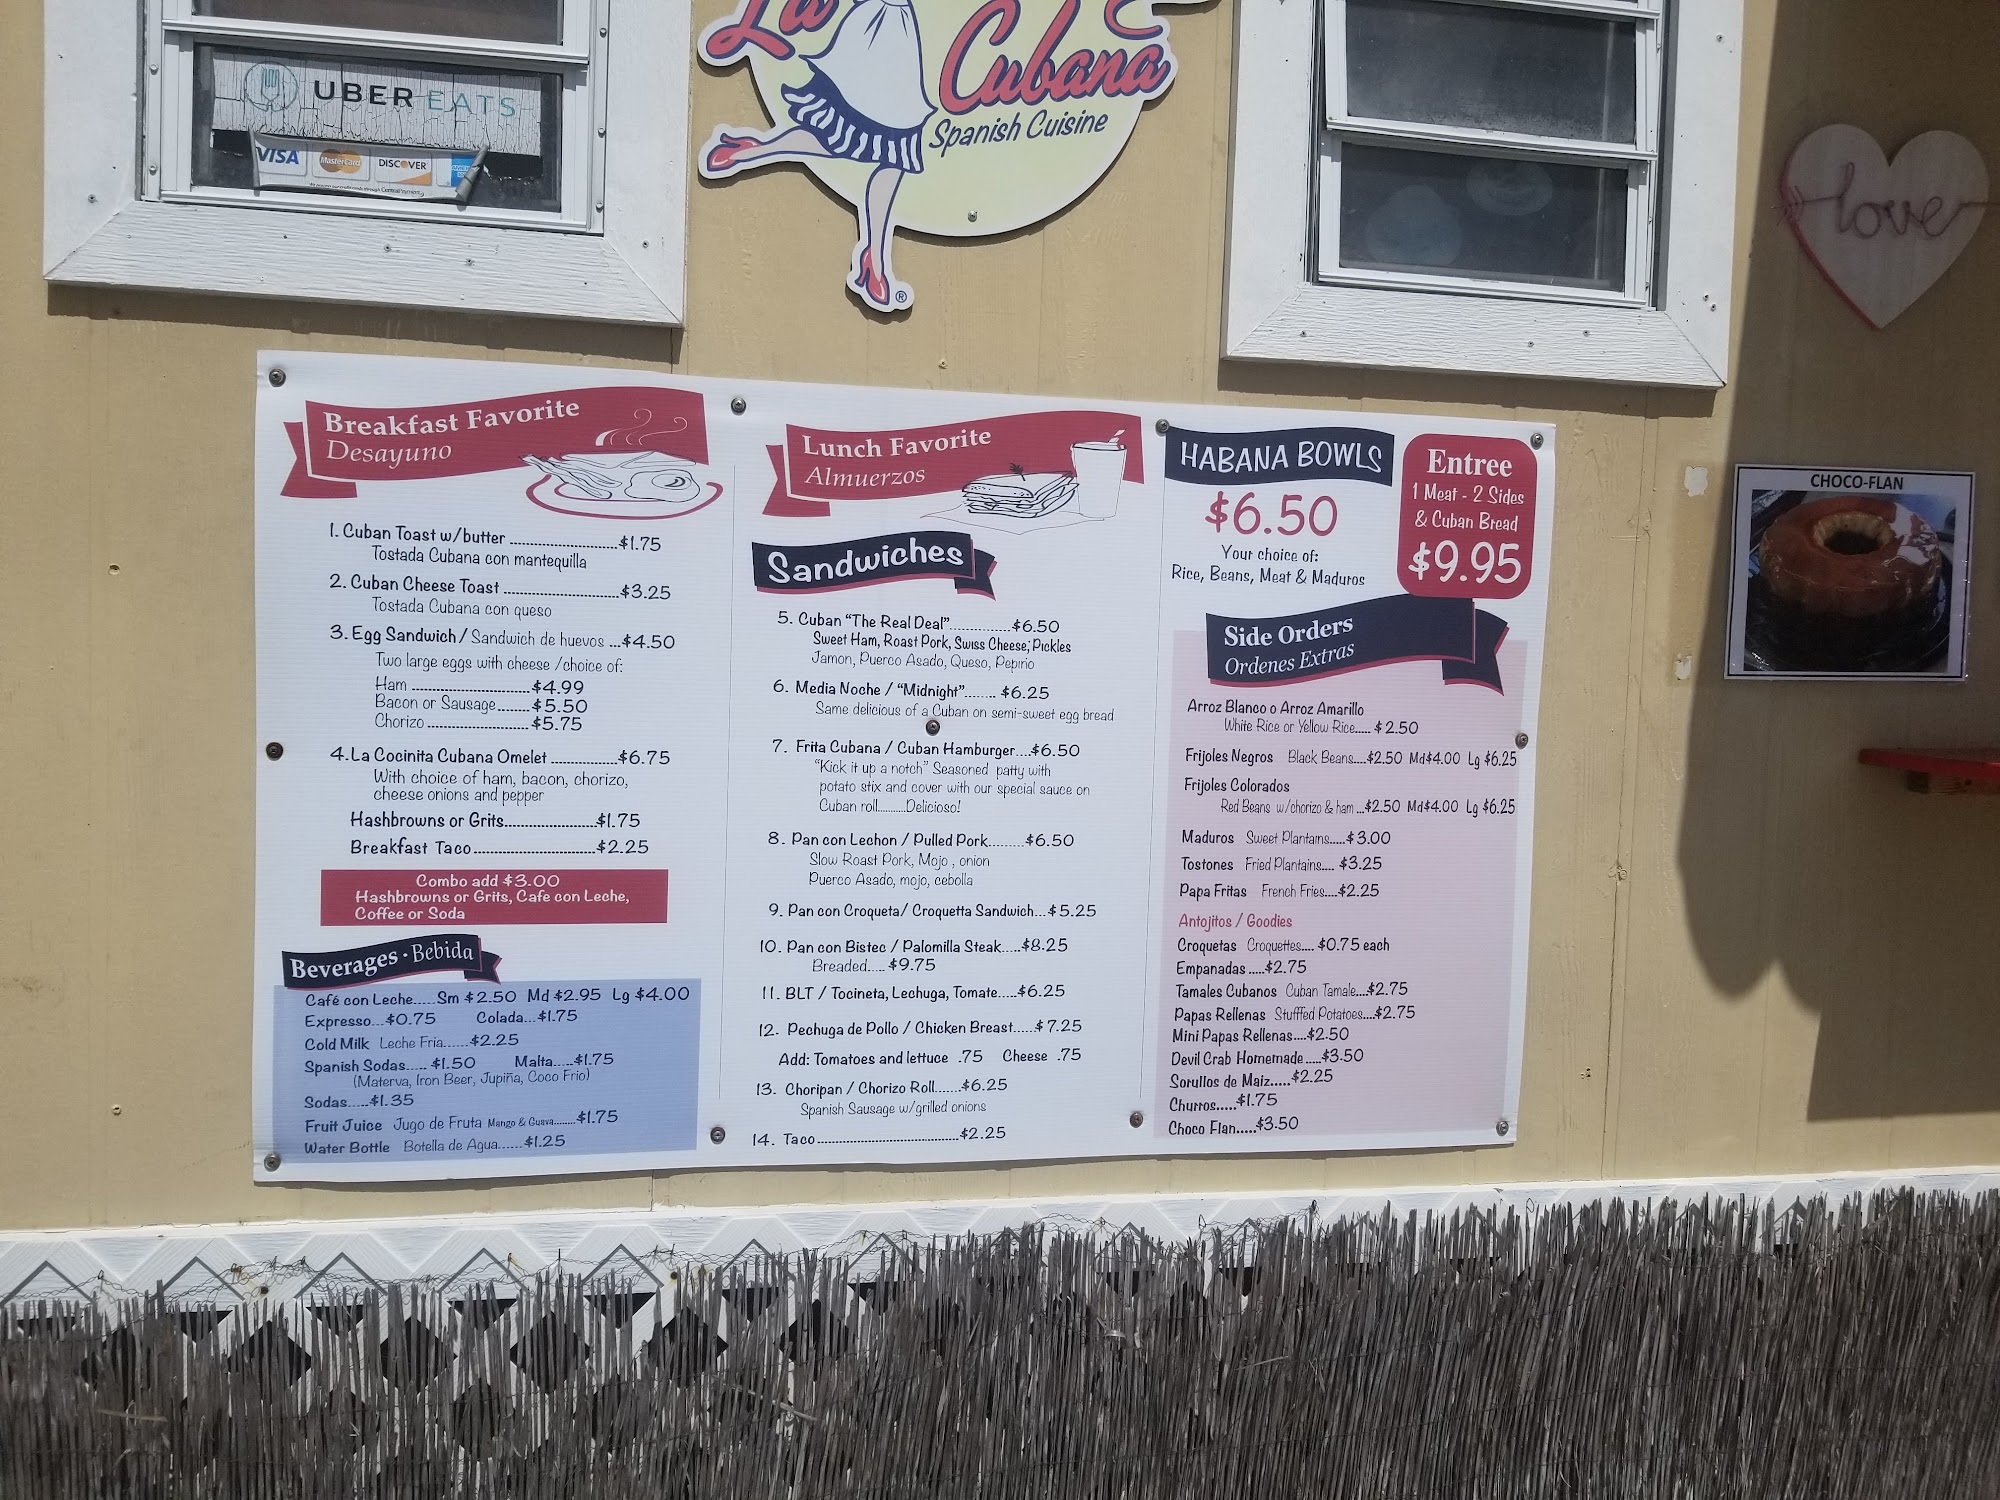 UBER EATS
VISA MasterCard DISCOVER
La
Cubana
Spanish Cuisine
®
love
CHOCO-FLAN
Breakfast Favorite
Desayuno
1. Cuban Toast w/butter ..........................$1.75
Tostada Cubana con mantequilla
2. Cuban Cheese Toast ............................$3.25
Tostada Cubana con queso
3. Egg Sandwich / Sandwich de huevos ...$4.50
Two large eggs with cheese /choice of:
Ham .............................$4.99
Bacon or Sausage........$5.50
Chorizo .........................$5.75
4. La Cocinita Cubana Omelet ................$6.75
With choice of ham, bacon, chorizo,
cheese onions and pepper
Hashbrowns or Grits......................$1.75
Breakfast Taco..............................$2.25
Combo add $3.00
Hashbrowns or Grits, Cafe con Leche,
Coffee or Soda
Beverages · Bebida
Café con Leche.....Sm $2.50 Md $2.95 Lg $4.00
Expresso...$0.75 Colada...$1.75
Cold Milk Leche Fria......$2.25
Spanish Sodas..... $1.50 Malta.....$1.75
(Materva, Iron Beer, Jupiña, Coco Frio)
Sodas.....$1.35
Fruit Juice Jugo de Fruta Mango & Guava........$1.75
Water Bottle Botella de Agua......$1.25
Lunch Favorite
Almuerzos
Sandwiches
5. Cuban “The Real Deal”...............$6.50
Sweet Ham, Roast Pork, Swiss Cheese, Pickles
Jamon, Puerco Asado, Queso, Pepino
6. Media Noche / “Midnight”........ $6.25
Same delicious of a Cuban on semi-sweet egg bread
7. Frita Cubana / Cuban Hamburger....$6.50
“Kick it up a notch” Seasoned patty with
potato stix and cover with our special sauce on
Cuban roll..........Delicioso!
8. Pan con Lechon / Pulled Pork.........$6.50
Slow Roast Pork, Mojo , onion
Puerco Asado, mojo, cebolla
9. Pan con Croqueta/ Croquetta Sandwich...$5.25
10. Pan con Bistec / Palomilla Steak.....$8.25
Breaded..... $9.75
11. BLT / Tocineta, Lechuga, Tomate.....$6.25
12. Pechuga de Pollo / Chicken Breast.....$7.25
Add: Tomatoes and lettuce .75 Cheese .75
13. Choripan / Chorizo Roll.......$6.25
Spanish Sausage w/grilled onions
14. Taco...................................$2.25
HABANA BOWLS
$6.50
Your choice of:
Rice, Beans, Meat & Maduros
Entree
1 Meat - 2 Sides
& Cuban Bread
$9.95
Side Orders
Ordenes Extras
Arroz Blanco o Arroz Amarillo
White Rice or Yellow Rice..... $2.50
Frijoles Negros Black Beans....$2.50 Md$4.00 Lg $6.25
Frijoles Colorados
Red Beans w/chorizo & ham ...$2.50 Md$4.00 Lg $6.25
Maduros Sweet Plantains.....$3.00
Tostones Fried Plantains.... $3.25
Papa Fritas French Fries....$2.25
Antojitos / Goodies
Croquetas Croquettes.... $0.75 each
Empanadas .....$2.75
Tamales Cubanos Cuban Tamale....$2.75
Papas Rellenas Stufffed Potatoes....$2.75
Mini Papas Rellenas....$2.50
Devil Crab Homemade .....$3.50
Sorullos de Maiz.....$2.25
Churros.....$1.75
Choco Flan.....$3.50